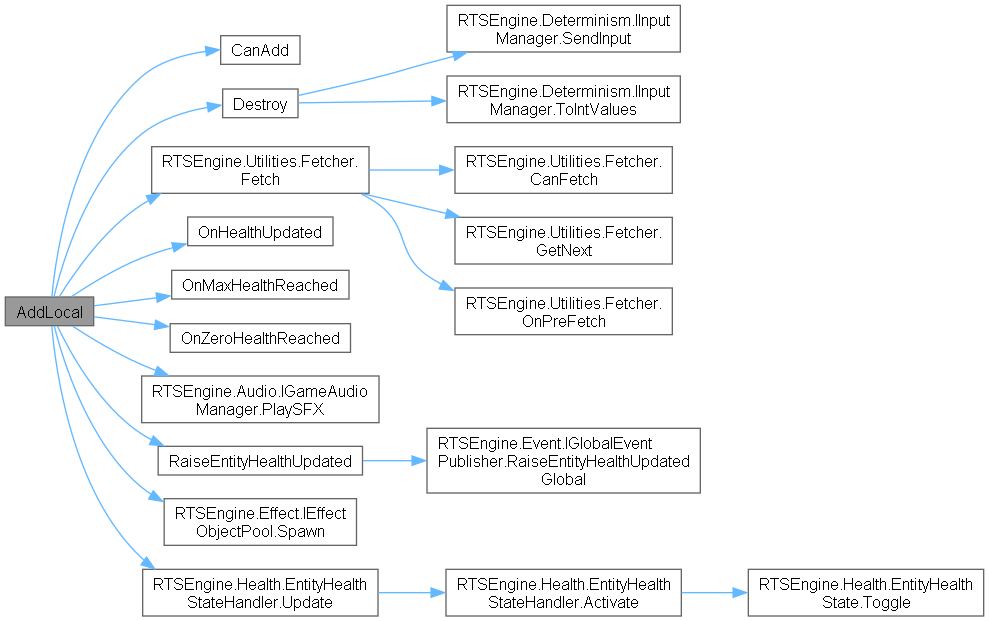 AddLocal
CanAdd
Destroy
RTSEngine.Determinism.IInput
Manager.SendInput
RTSEngine.Determinism.IInput
Manager.ToIntValues
RTSEngine.Utilities.Fetcher.
Fetch
RTSEngine.Utilities.Fetcher.
CanFetch
RTSEngine.Utilities.Fetcher.
GetNext
RTSEngine.Utilities.Fetcher.
OnPreFetch
OnHealthUpdated
OnMaxHealthReached
OnZeroHealthReached
RTSEngine.Audio.IGameAudio
Manager.PlaySFX
RaiseEntityHealthUpdated
RTSEngine.Event.IGlobalEvent
Publisher.RaiseEntityHealthUpdated
Global
RTSEngine.Effect.IEffect
ObjectPool.Spawn
RTSEngine.Health.EntityHealth
StateHandler.Update
RTSEngine.Health.EntityHealth
StateHandler.Activate
RTSEngine.Health.EntityHealth
State.Toggle